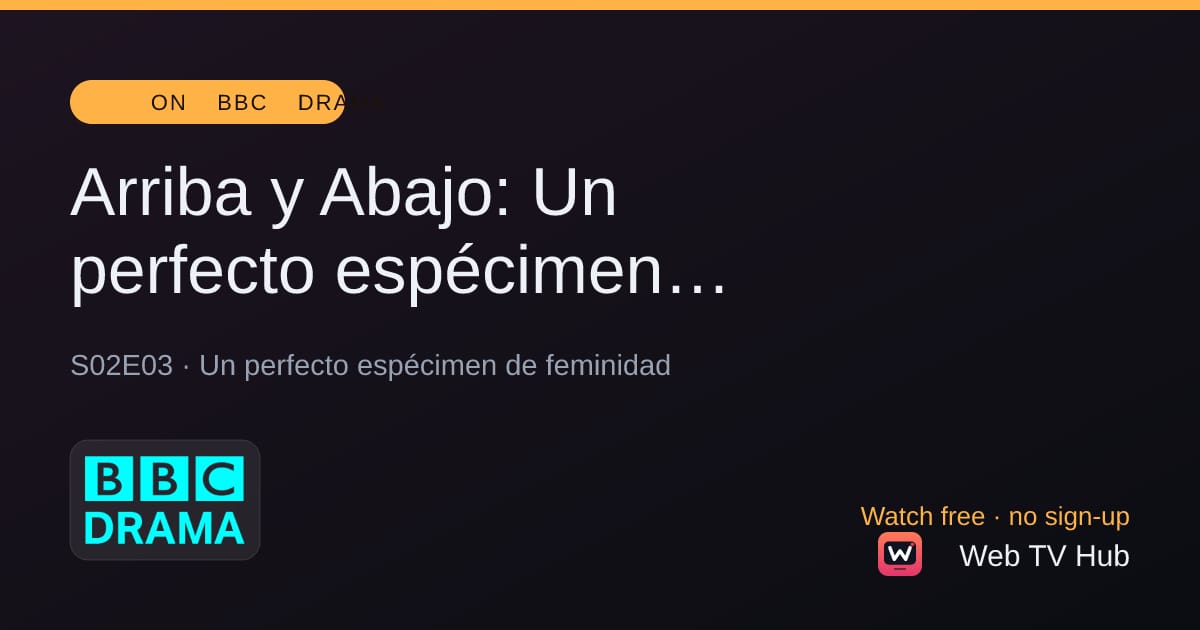 ON BBC DRAMA
Arriba y Abajo: Un
perfecto espécimen…
S02E03 · Un perfecto espécimen de feminidad
BBC
DRAMA
Watch free · no sign-up
W
Web TV Hub